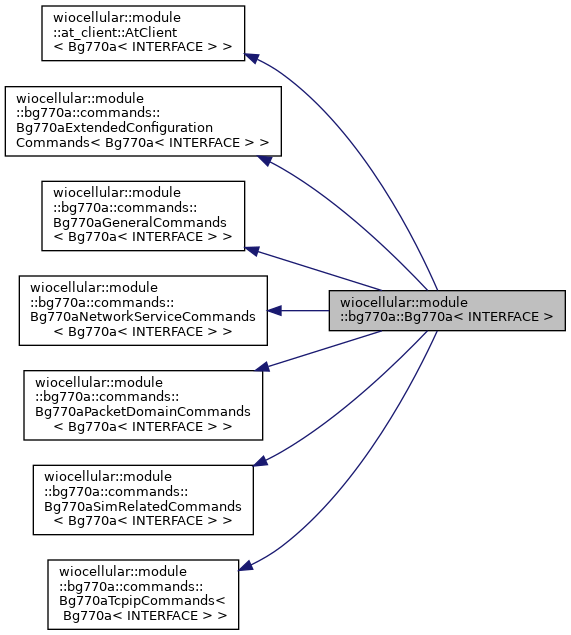 wiocellular::module
::at_client::AtClient
< Bg770a< INTERFACE > >
wiocellular::module
::bg770a::commands::
Bg770aExtendedConfiguration
Commands< Bg770a< INTERFACE > >
wiocellular::module
::bg770a::commands::
Bg770aGeneralCommands
< Bg770a< INTERFACE > >
wiocellular::module
::bg770a::commands::
Bg770aNetworkServiceCommands
< Bg770a< INTERFACE > >
wiocellular::module
::bg770a::Bg770a< INTERFACE >
wiocellular::module
::bg770a::commands::
Bg770aPacketDomainCommands
< Bg770a< INTERFACE > >
wiocellular::module
::bg770a::commands::
Bg770aSimRelatedCommands
< Bg770a< INTERFACE > >
wiocellular::module
::bg770a::commands::
Bg770aTcpipCommands<
Bg770a< INTERFACE > >